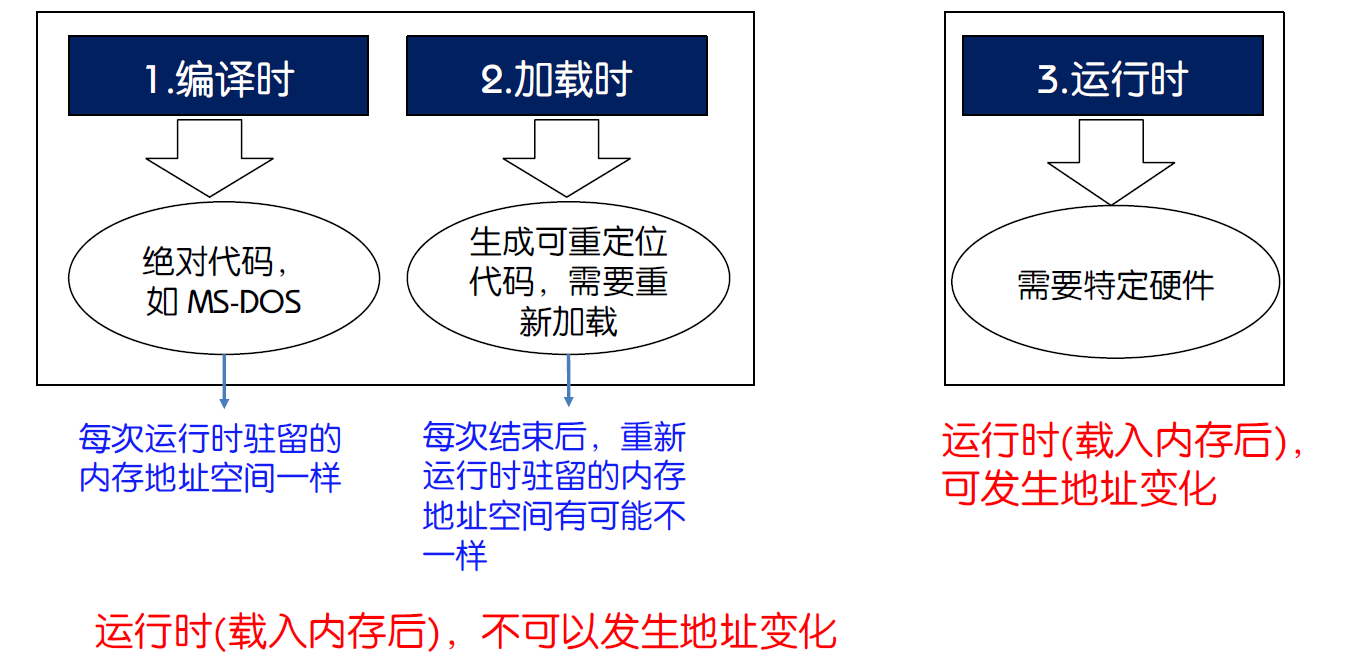 1.编译时
2.加载时
3.运行时
绝对代码，
如 MS-DOS
生成可重定位
代码，需要重
新加载
需要特定硬件
每次运行时驻留的
内存地址空间一样
每次结束后，重新
运行时驻留的内存
地址空间有可能不
一样
运行时(载入内存后)，
可发生地址变化
运行时(载入内存后)，不可以发生地址变化